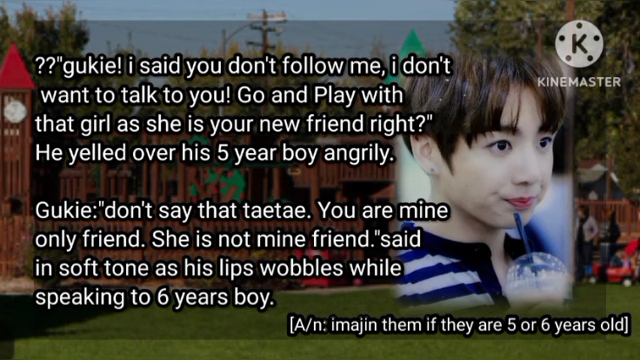 KINEMASTER
??"gukie! i said you don't follow me, i don't
want to talk to you! Go and Play with
that girl as she is your new friend right?"
He yelled over his 5 year boy angrily.
Gukie:"don't say that taetae. You are mine
only friend. She is not mine friend."said
in soft tone as his lips wobbles while
speaking to 6 years boy.
[A/n: imajin them if they are 5 or 6 years old]